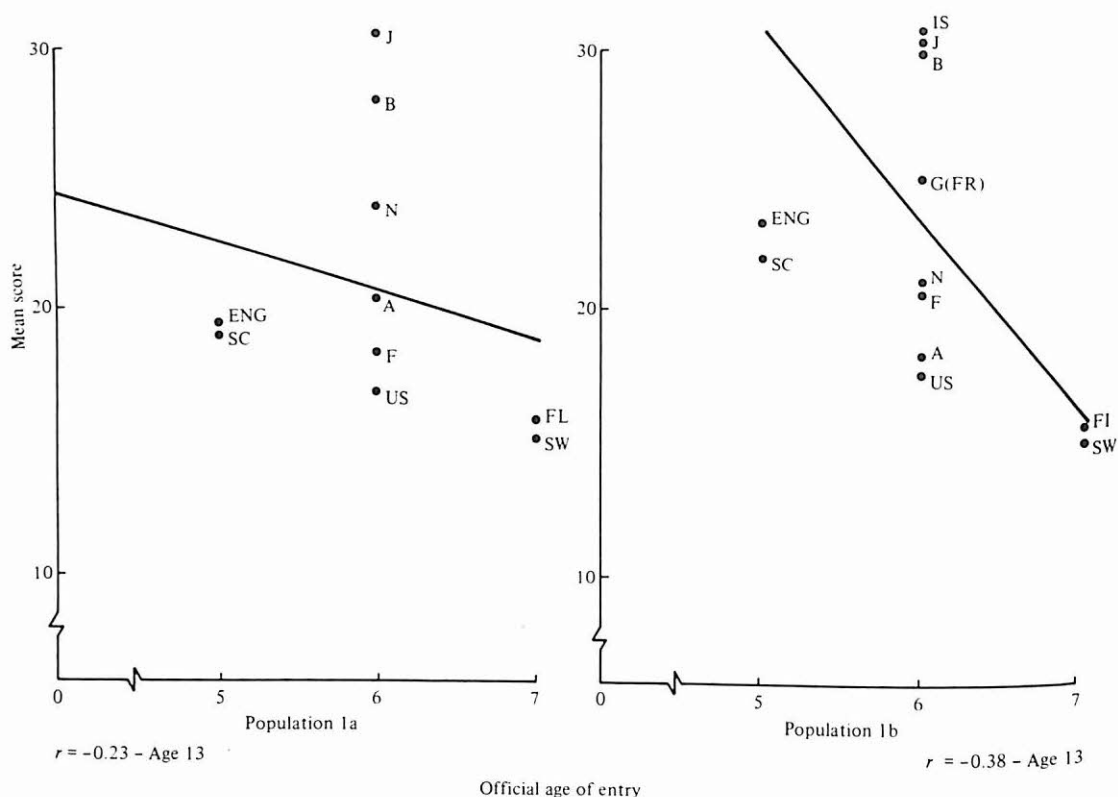 Mean score
30
20
10
J
B
N
A
ENG
SC
F
US
FL
SW
0
5
6
7
Population 1a
r = −0.23 – Age 13
30
20
10
IS
J
B
G(FR)
ENG
SC
N
F
A
US
FI
SW
0
5
6
7
Population 1b
r = −0.38 – Age 13
Official age of entry